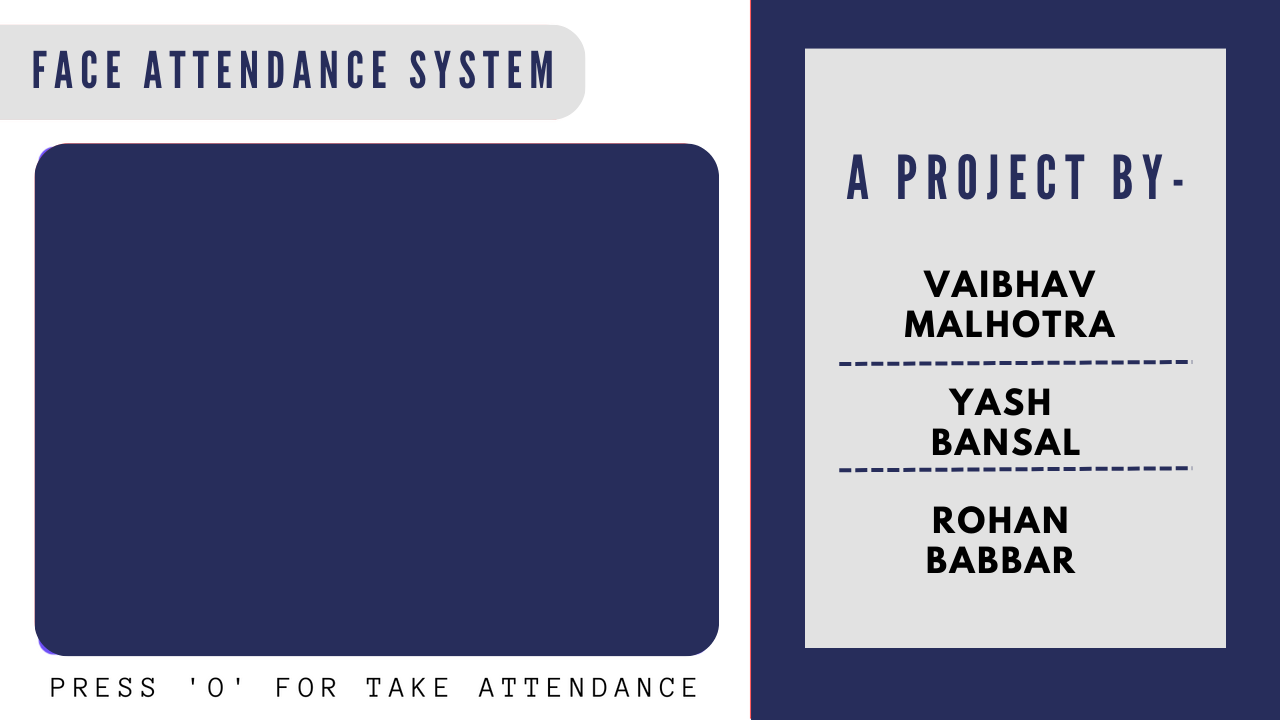 FACE ATTENDANCE SYSTEM
PRESS 'O' FOR TAKE ATTENDANCE
A PROJECT BY-
VAIBHAV
MALHOTRA
YASH
BANSAL
ROHAN
BABBAR